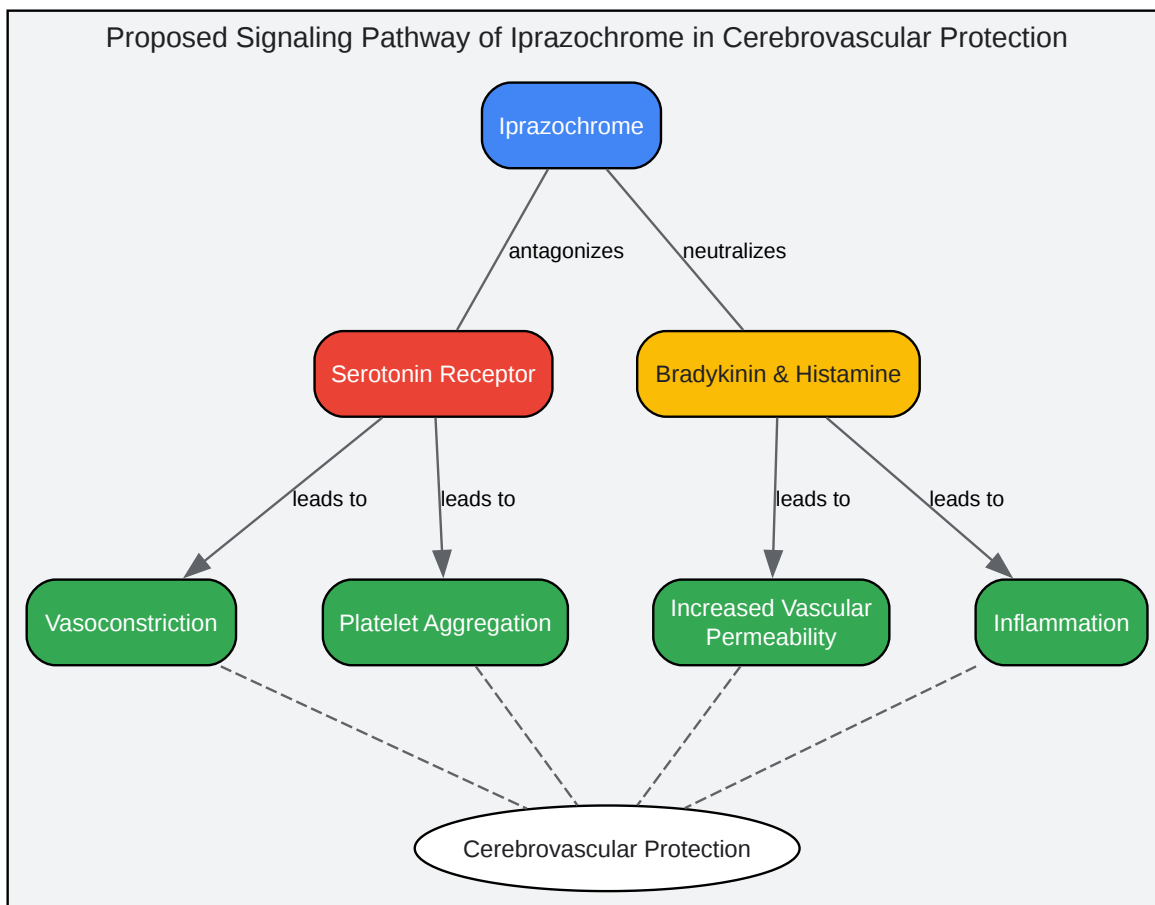 Proposed Signaling Pathway of Iprazochrome in Cerebrovascular Protection
Iprazochrome
antagonizes
neutralizes
Serotonin Receptor
Bradykinin & Histamine
leads to
leads to
leads to
leads to
Vasoconstriction
Platelet Aggregation
Increased Vascular
Permeability
Inflammation
Cerebrovascular Protection